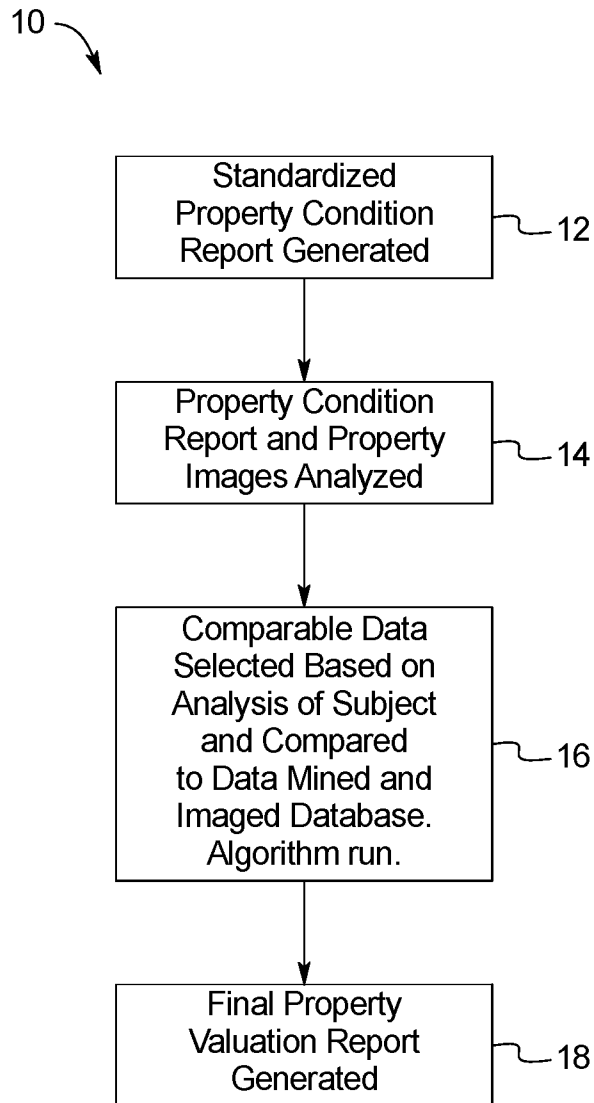 10
Standardized
Property Condition
Report Generated
12
Property Condition
Report and Property
Images Analyzed
14
Comparable Data
Selected Based on
Analysis of Subject
and Compared
to Data Mined and
Imaged Database.
Algorithm run.
16
Final Property
Valuation Report
Generated
18